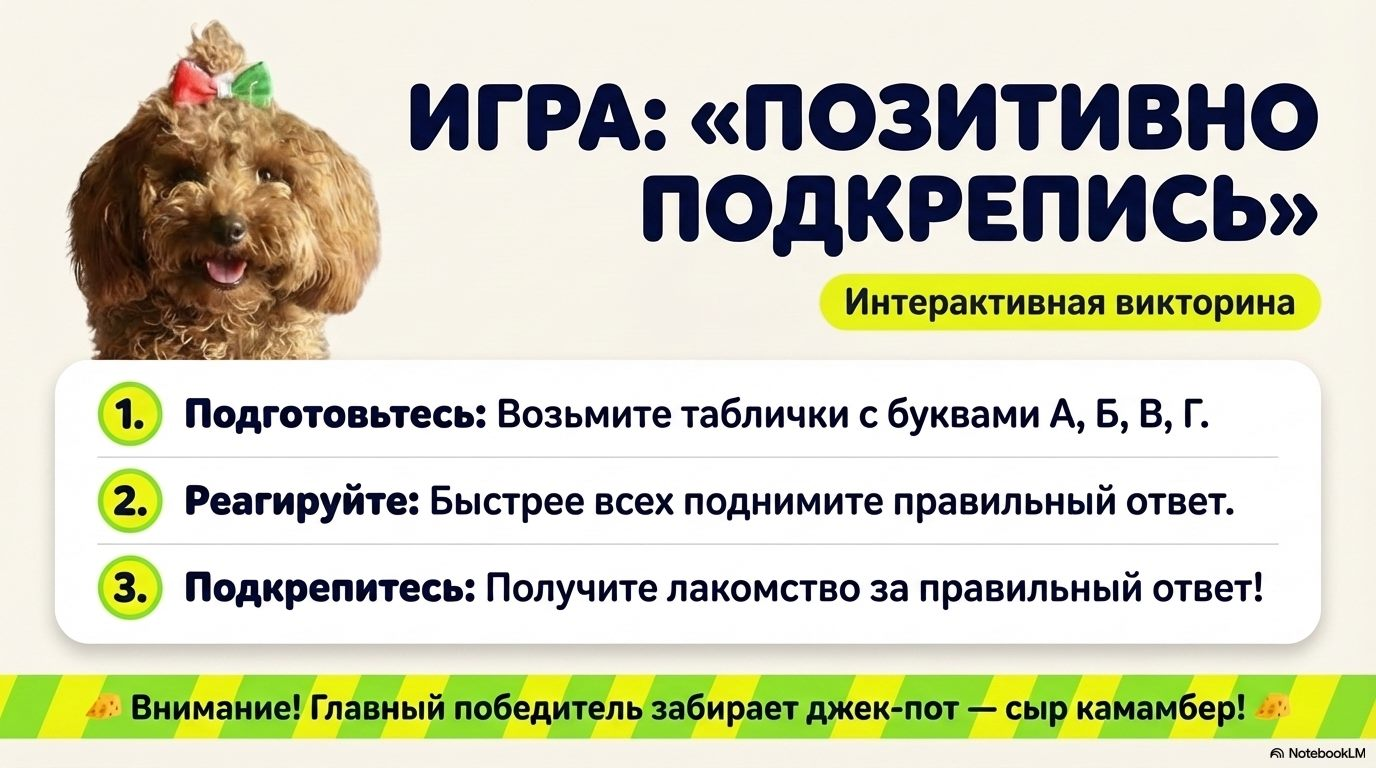 ИГРА: «ПОЗИТИВНО
ПОДКРЕПИСЬ»
Интерактивная викторина
1. Подготовьтесь: Возьмите таблички с буквами А, Б, В, Г.
2. Реагируйте: Быстрее всех поднимите правильный ответ.
3. Подкрепитесь: Получите лакомство за правильный ответ!
🧀 Внимание! Главный победитель забирает джек-пот — сыр камамбер! 🧀
NotebookLM